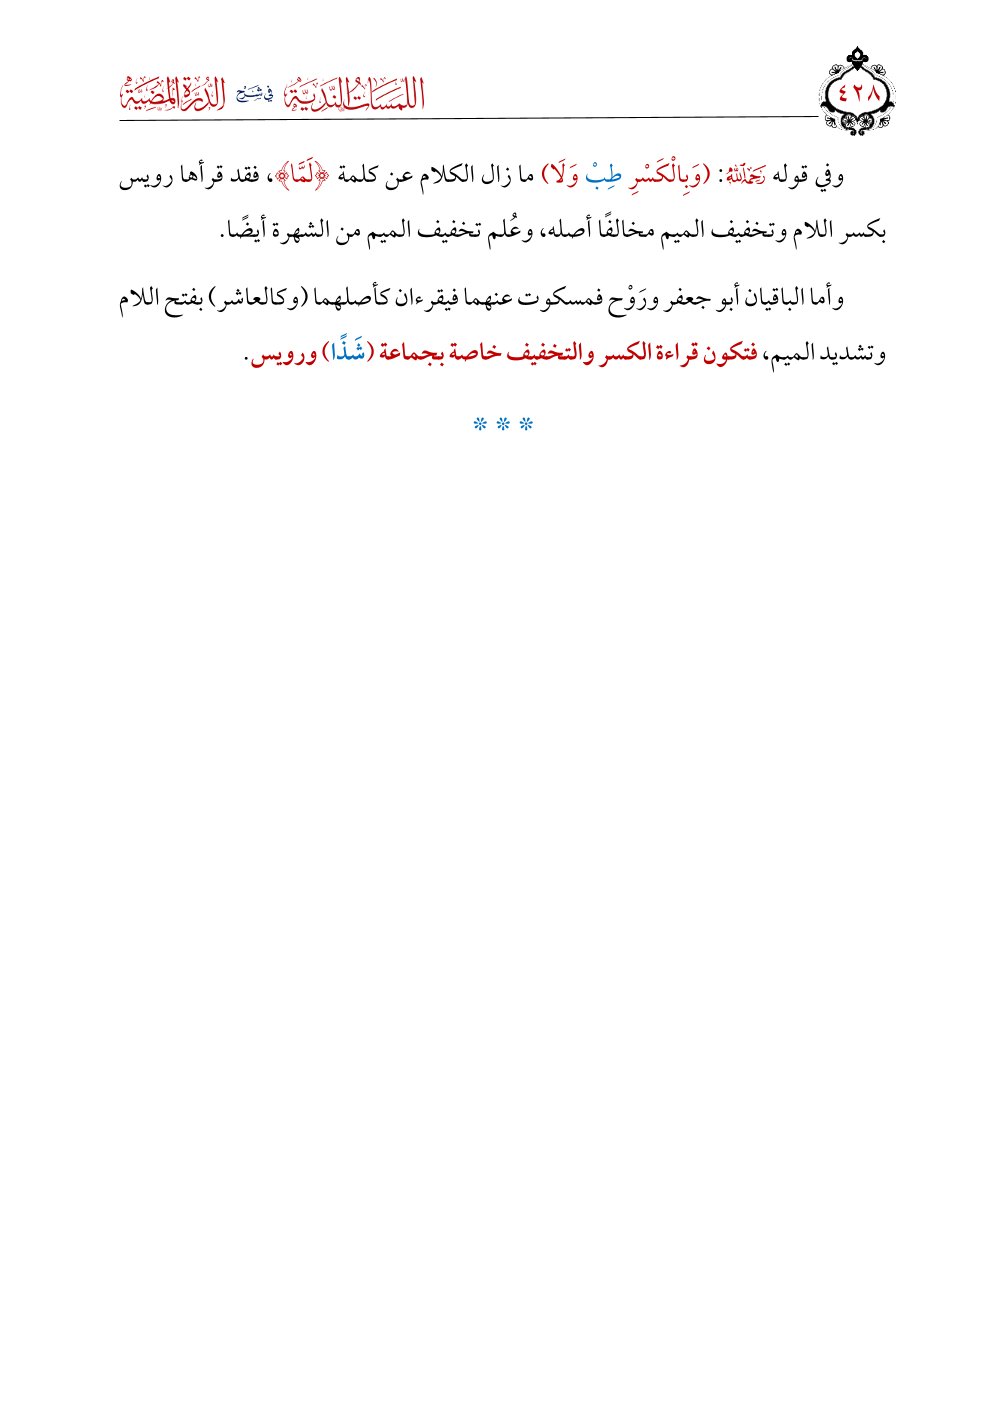 ٤٢٨
اللمسات الندية في شرح الدرة المضية
وفي قوله رَحِمَهُ اللَّهُ: (وَبِالْكَسْرِ طِبْ وَلَا) ما زال الكلام عن كلمة ﴿لَمَّا﴾، فقد قرأها رويس
بكسر اللام وتخفيف الميم مخالفًا أصله، وعُلم تخفيف الميم من الشهرة أيضًا.
وأما الباقيان أبو جعفر ورَوْح فمسكوت عنهما فيقرءان كأصلهما (وكالعاشر) بفتح اللام
وتشديد الميم، فتكون قراءة الكسر والتخفيف خاصة بجماعة (شَذًا) ورويس.
* * *